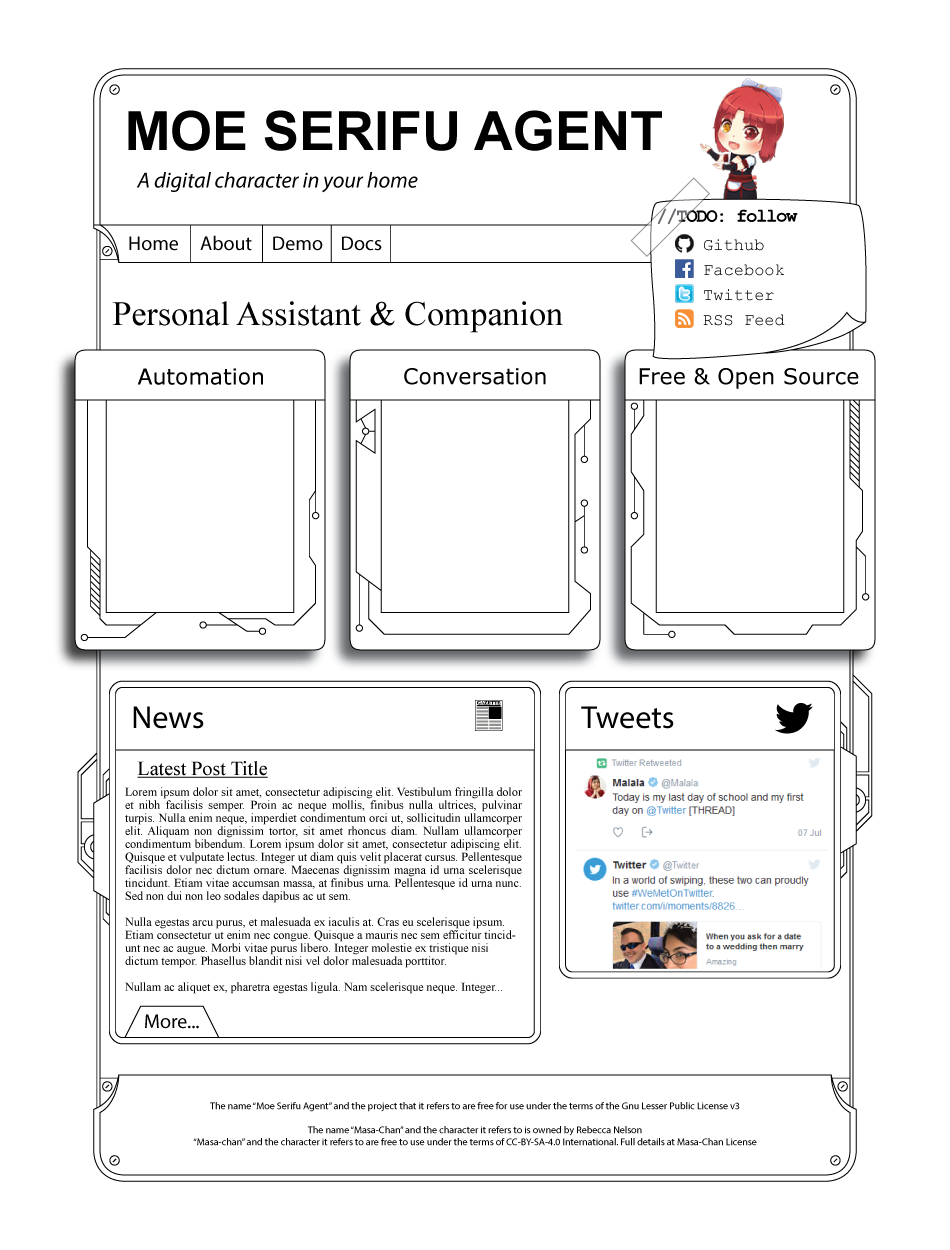 MOE SERIFU AGENT
A digital character in your home
//TODO: follow
Github
Facebook
Twitter
RSS Feed
Home
About
Demo
Docs
Personal Assistant & Companion
Automation
Conversation
Free & Open Source
News
Latest Post Title
Lorem ipsum dolor sit amet, consectetur adipiscing elit. Vestibulum fringilla dolor
et nibh facilisis semper. Proin ac neque mollis, finibus nulla ultrices, pulvinar
turpis. Nulla enim neque, imperdiet condimentum orci ut, sollicitudin ullamcorper
elit. Aliquam non dignissim tortor, sit amet rhoncus diam. Nullam ullamcorper
condimentum bibendum. Lorem ipsum dolor sit amet, consectetur adipiscing elit.
Quisque et vulputate lectus. Integer ut diam quis velit placerat cursus. Pellentesque
facilisis dolor nec dictum ornare. Maecenas dignissim magna id urna scelerisque
tincidunt. Etiam vitae accumsan massa, at finibus urna. Pellentesque id urna nunc.
Sed non dui non leo sodales dapibus ac ut sem.
Nulla egestas arcu purus, et malesuada ex iaculis at. Cras eu scelerisque ipsum.
Etiam consectetur ut enim nec congue. Quisque a mauris nec sem efficitur tincid-
unt nec ac augue. Morbi vitae purus libero. Integer molestie ex tristique nisi
dictum tempor. Phasellus blandit nisi vel dolor malesuada porttitor.
Nullam ac aliquet ex, pharetra egestas ligula. Nam scelerisque neque. Integer...
More...
Tweets
Twitter Retweeted
Malala @Malala
Today is my last day of school and my first
day on @Twitter [THREAD]
07 Jul
Twitter @Twitter
In a world of swiping, these two can proudly
use #WeMetOnTwitter.
twitter.com/i/moments/8826...
When you ask for a date
to a wedding then marry
Amazing
The name "Moe Serifu Agent" and the project that it refers to are free for use under the terms of the Gnu Lesser Public License v3
The name "Masa-Chan" and the character it refers to is owned by Rebecca Nelson
"Masa-chan" and the character it refers to are free to use under the terms of CC-BY-SA-4.0 International. Full details at Masa-Chan License